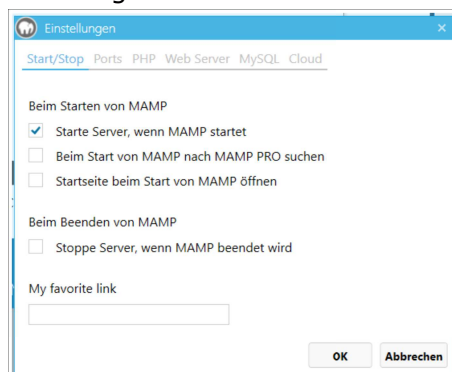 Einstellungen
Start/Stop Ports PHP Web Server MySQL Cloud
Beim Starten von MAMP
Starte Server, wenn MAMP startet
Beim Start von MAMP nach MAMP PRO suchen
Startseite beim Start von MAMP öffnen
Beim Beenden von MAMP
Stoppe Server, wenn MAMP beendet wird
My favorite link
OK Abbrechen